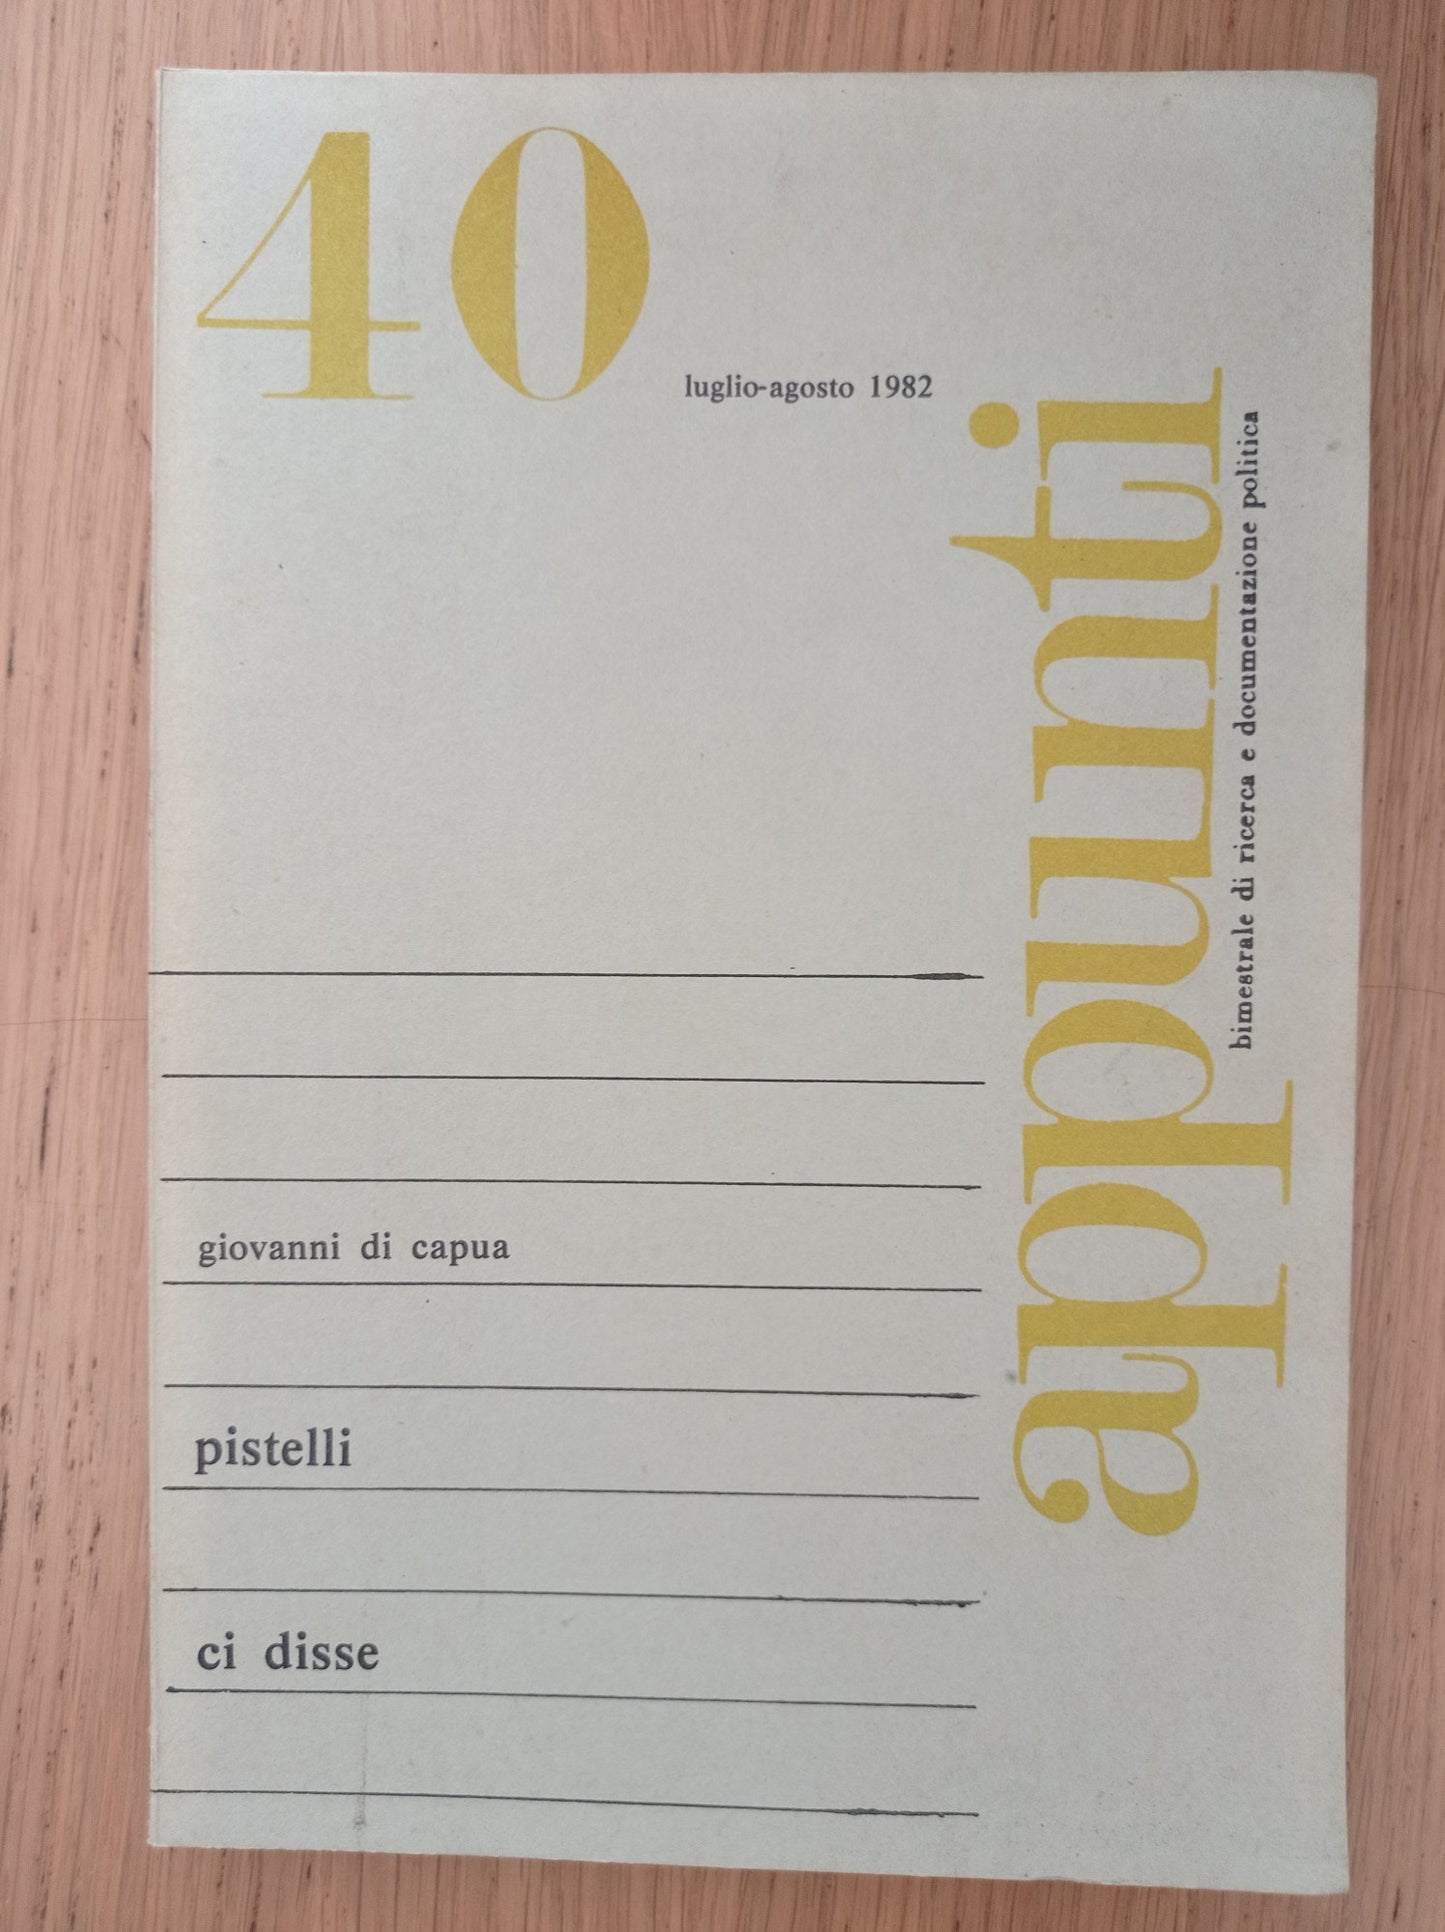 40
luglio-agosto 1982
appunti
bimestrale di ricerca e documentazione politica
giovanni di capua
pistelli
ci disse